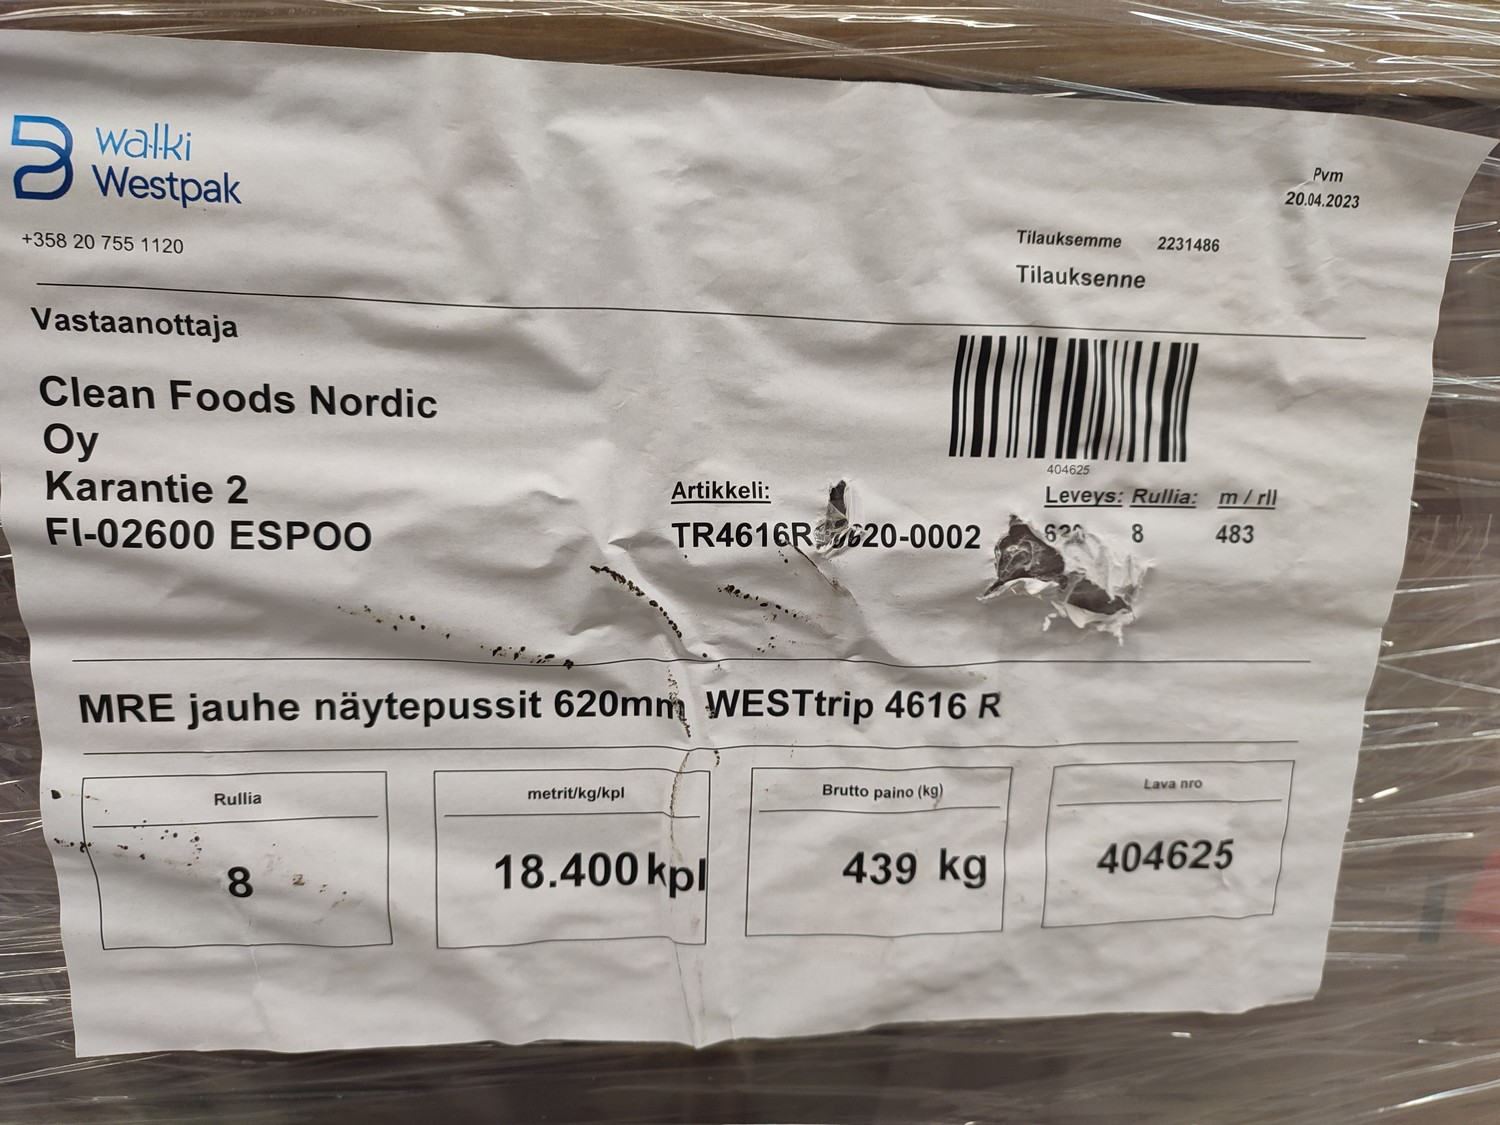 walki
Westpak
+358 20 755 1120
Pvm
20.04.2023
Tilauksemme 2231486
Tilauksenne
Vastaanottaja
Clean Foods Nordic
Oy
Karantie 2
FI-02600 ESPOO
404625
Artikkeli:
Leveys: Rullia: m / rll
8 483
MRE jauhe näytepussit 620mm WESTtrip 4616 R
Rullia
8
metrit/kg/kpl
18.400 kpl
Brutto paino (kg)
439 kg
Lava nro
404625